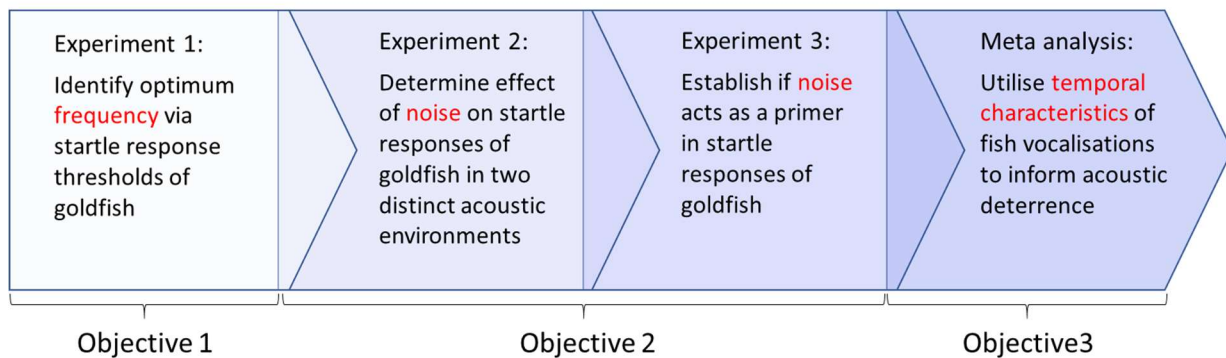 Experiment 1:
Identify optimum
frequency via
startle response
thresholds of
goldfish
Experiment 2:
Determine effect
of noise on startle
responses of
goldfish in two
distinct acoustic
environments
Experiment 3:
Establish if noise
acts as a primer
in startle
responses of
goldfish
Meta analysis:
Utilise temporal
characteristics of
fish vocalisations
to inform acoustic
deterrence
Objective 1
Objective 2
Objective3